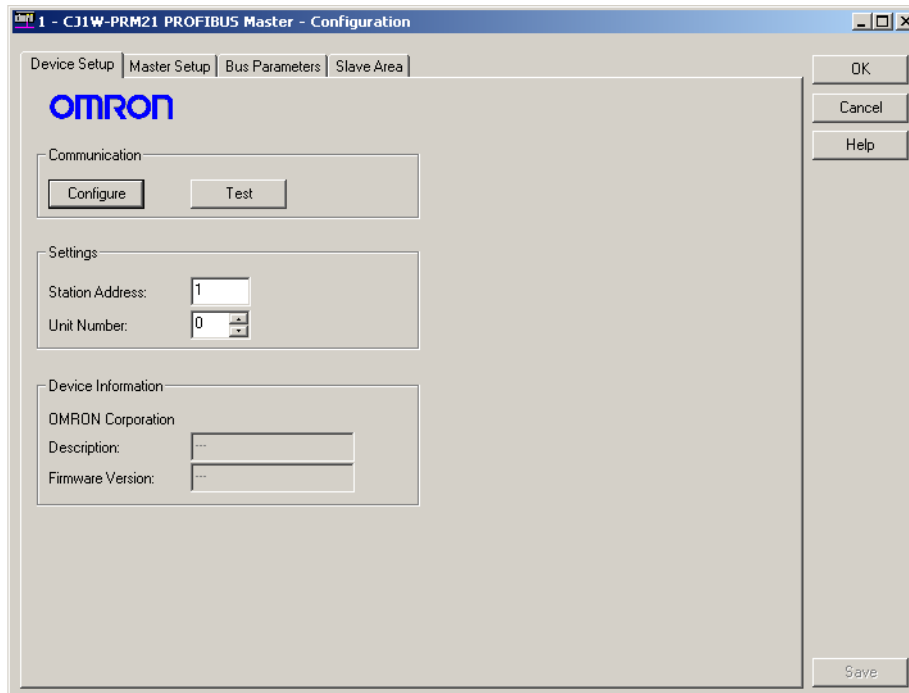 1 - CJ1W-PRM21 PROFIBUS Master - Configuration
Device Setup Master Setup Bus Parameters Slave Area
OK
Cancel
Help
OMRON
Communication
Configure Test
Settings
Station Address: 1
Unit Number: 0
Device Information
OMRON Corporation
Description: ---
Firmware Version: ---
Save